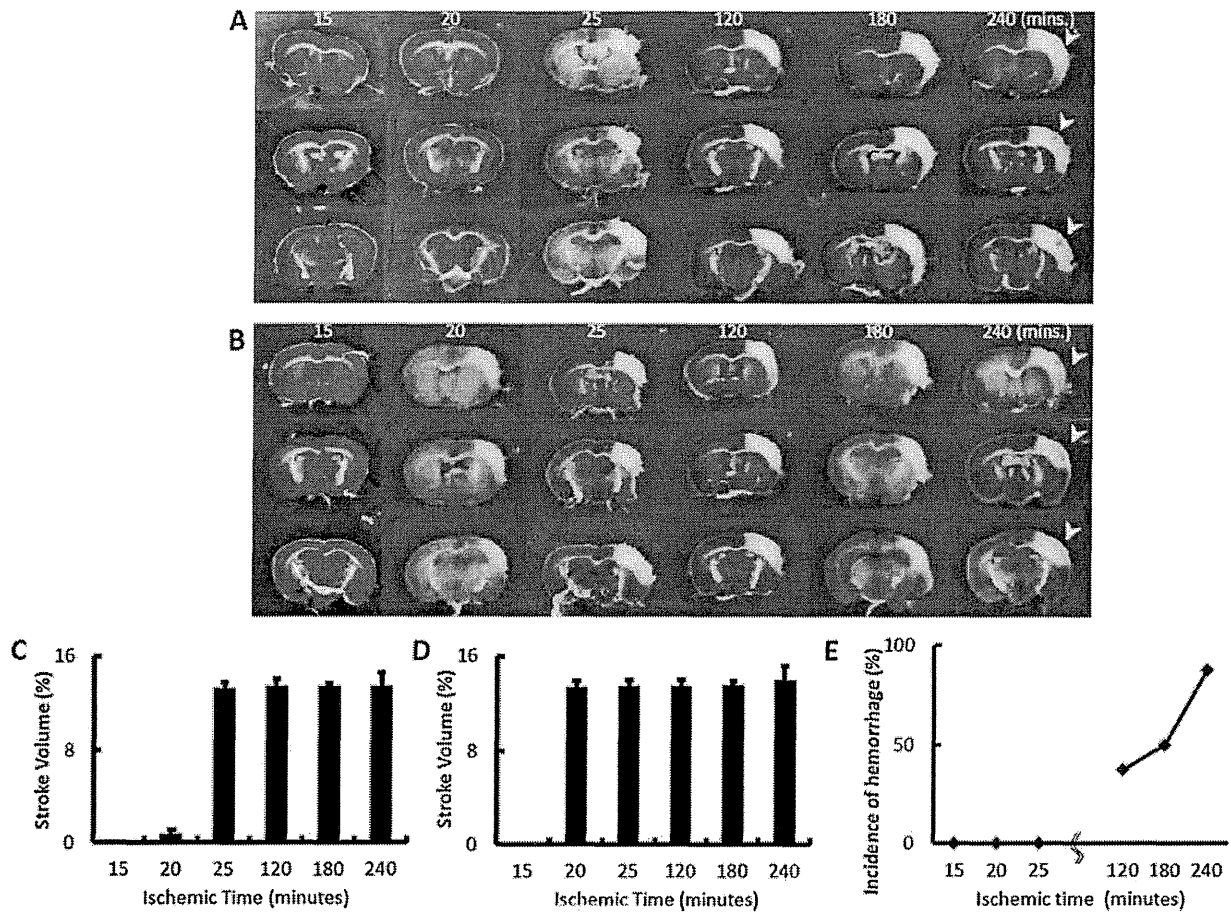 A
15 20 25 120 180 240 (mins.)
B
15 20 25 120 180 240 (mins.)
C
Stroke Volume (%)
16
8
0
15 20 25 120 180 240
Ischemic Time (minutes)
D
Stroke Volume (%)
16
8
0
15 20 25 120 180 240
Ischemic Time (minutes)
E
Incidence of hemorrhage (%)
100
50
0
15 20 25 120 180 240
Ischemic time (minutes)